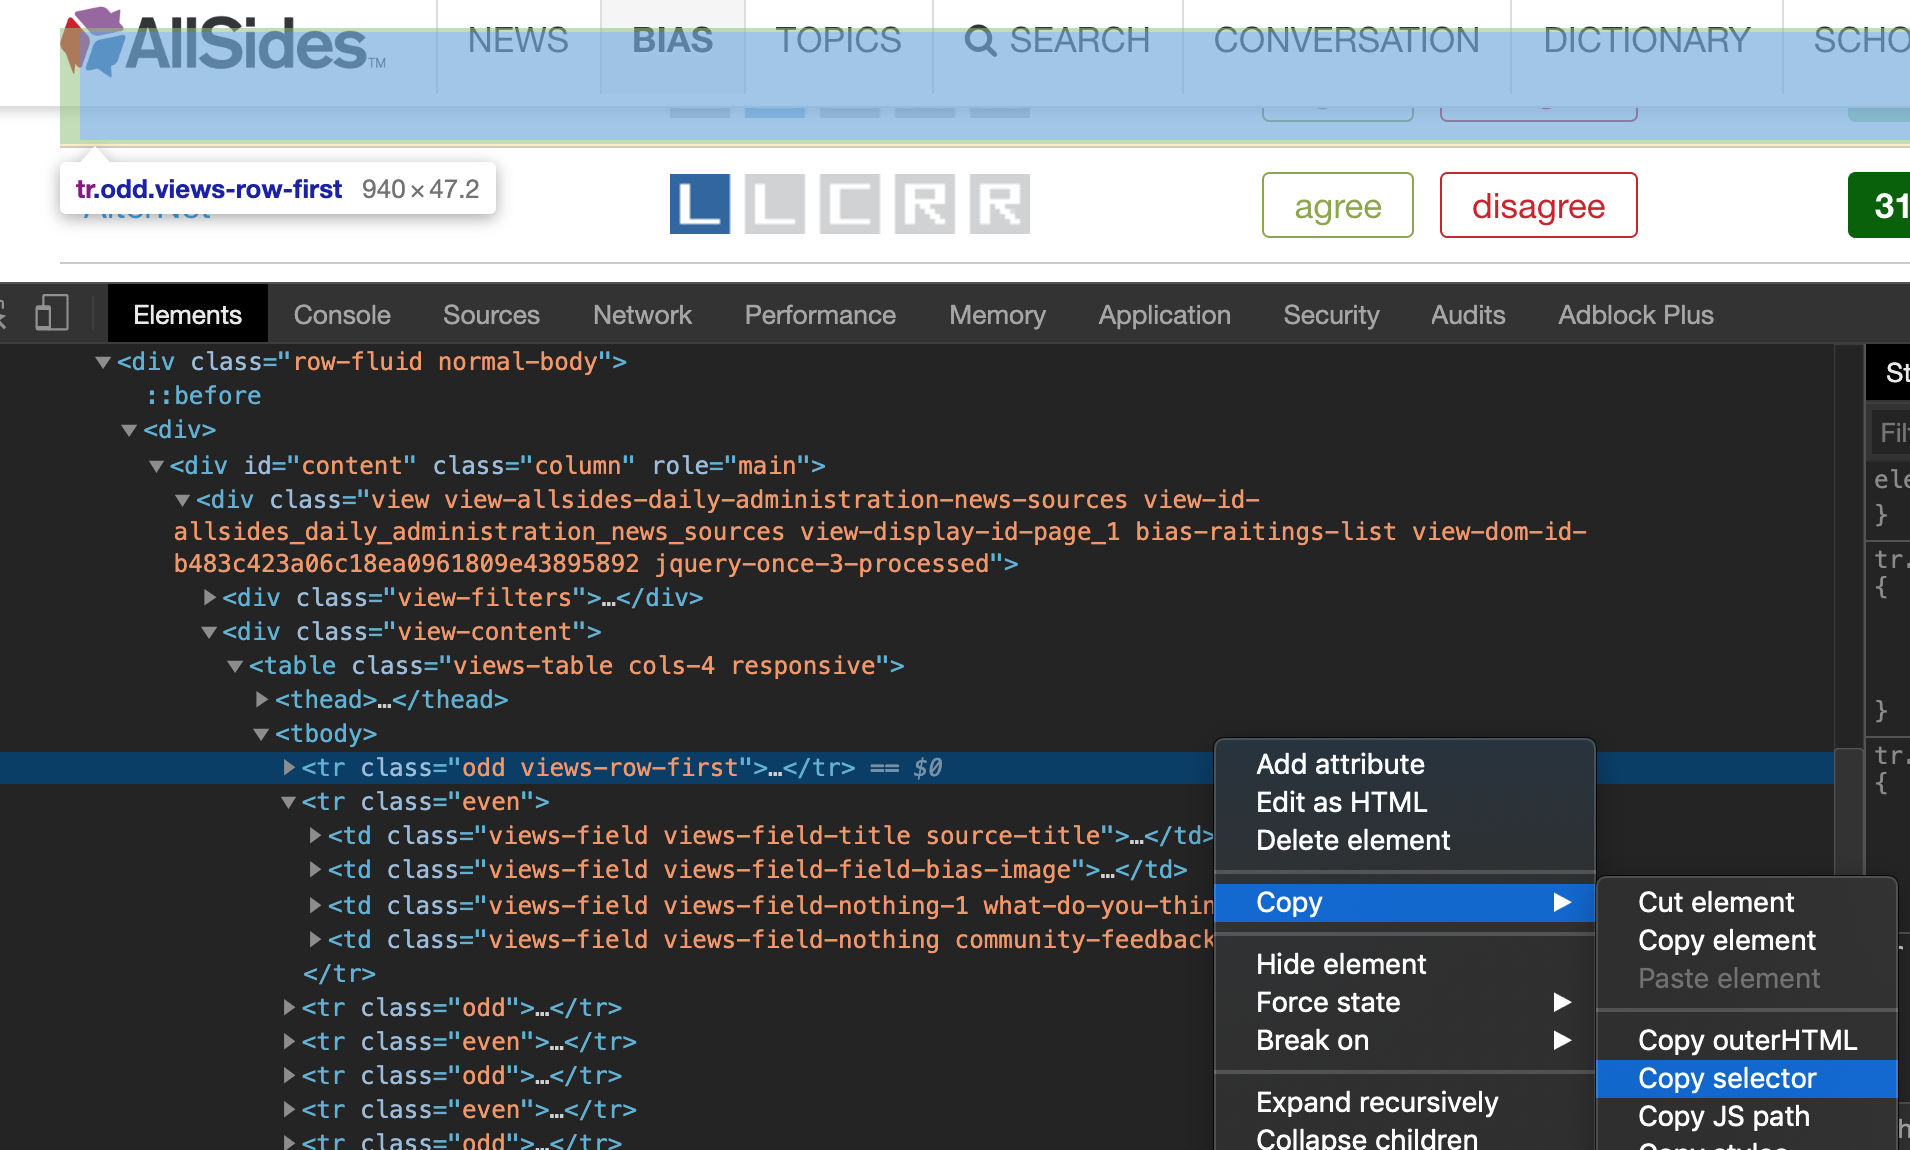 AllSides™ NEWS BIAS TOPICS SEARCH CONVERSATION DICTIONARY SCHO
tr.odd.views-row-first 940 × 47.2
AlterNet L L C R R agree disagree 31
Elements Console Sources Network Performance Memory Application Security Audits Adblock Plus
<div class="row-fluid normal-body">
::before
<div>
<div id="content" class="column" role="main">
<div class="view view-allsides-daily-administration-news-sources view-id-
allsides_daily_administration_news_sources view-display-id-page_1 bias-raitings-list view-dom-id-
b483c423a06c18ea0961809e43895892 jquery-once-3-processed">
<div class="view-filters">…</div>
<div class="view-content">
<table class="views-table cols-4 responsive">
<thead>…</thead>
<tbody>
<tr class="odd views-row-first">…</tr> == $0
<tr class="even">
<td class="views-field views-field-title source-title">…</td>
<td class="views-field views-field-field-bias-image">…</td>
<td class="views-field views-field-nothing-1 what-do-you-thin
<td class="views-field views-field-nothing community-feedback
</tr>
<tr class="odd">…</tr>
<tr class="even">…</tr>
<tr class="odd">…</tr>
<tr class="even">…</tr>
<tr class="odd">…</tr>
Add attribute
Edit as HTML
Delete element
Copy
Hide element
Force state
Break on
Expand recursively
Collapse children
Cut element
Copy element
Paste element
Copy outerHTML
Copy selector
Copy JS path
Copy styles
St
Fil
ele
}
tr.
{
}
tr.
{